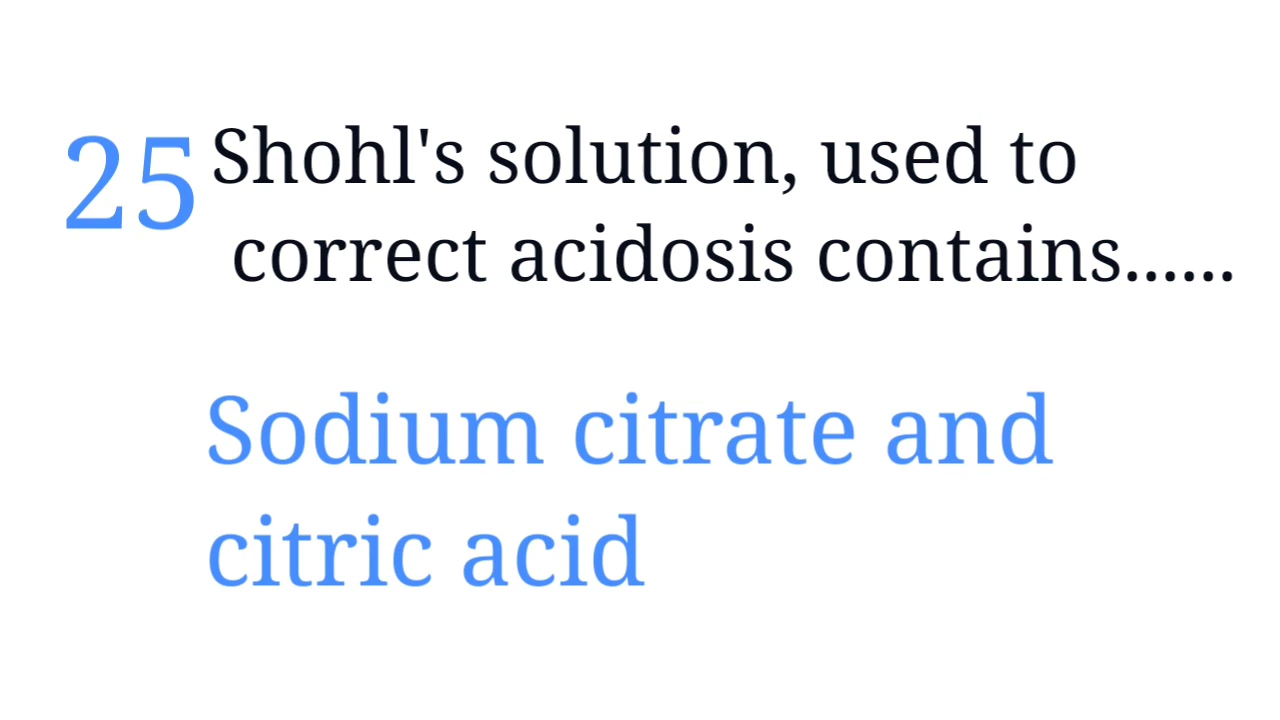 25 Shohl's solution, used to
correct acidosis contains......
Sodium citrate and
citric acid